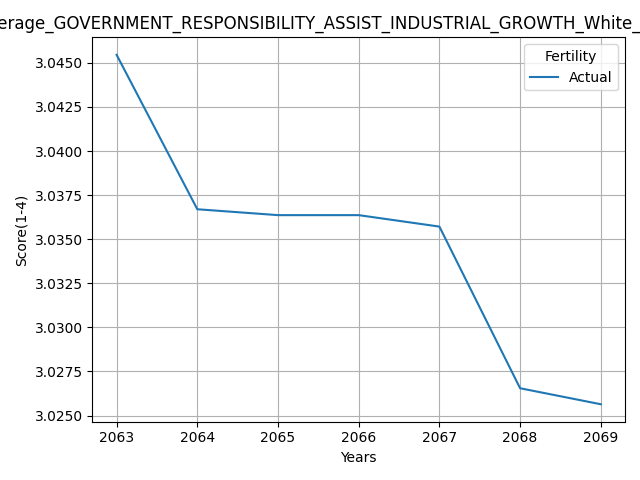 erage_GOVERNMENT_RESPONSIBILITY_ASSIST_INDUSTRIAL_GROWTH_White_
Fertility
Actual
3.0450
3.0425
3.0400
3.0375
3.0350
3.0325
3.0300
3.0275
3.0250
Score(1-4)
2063 2064 2065 2066 2067 2068 2069
Years